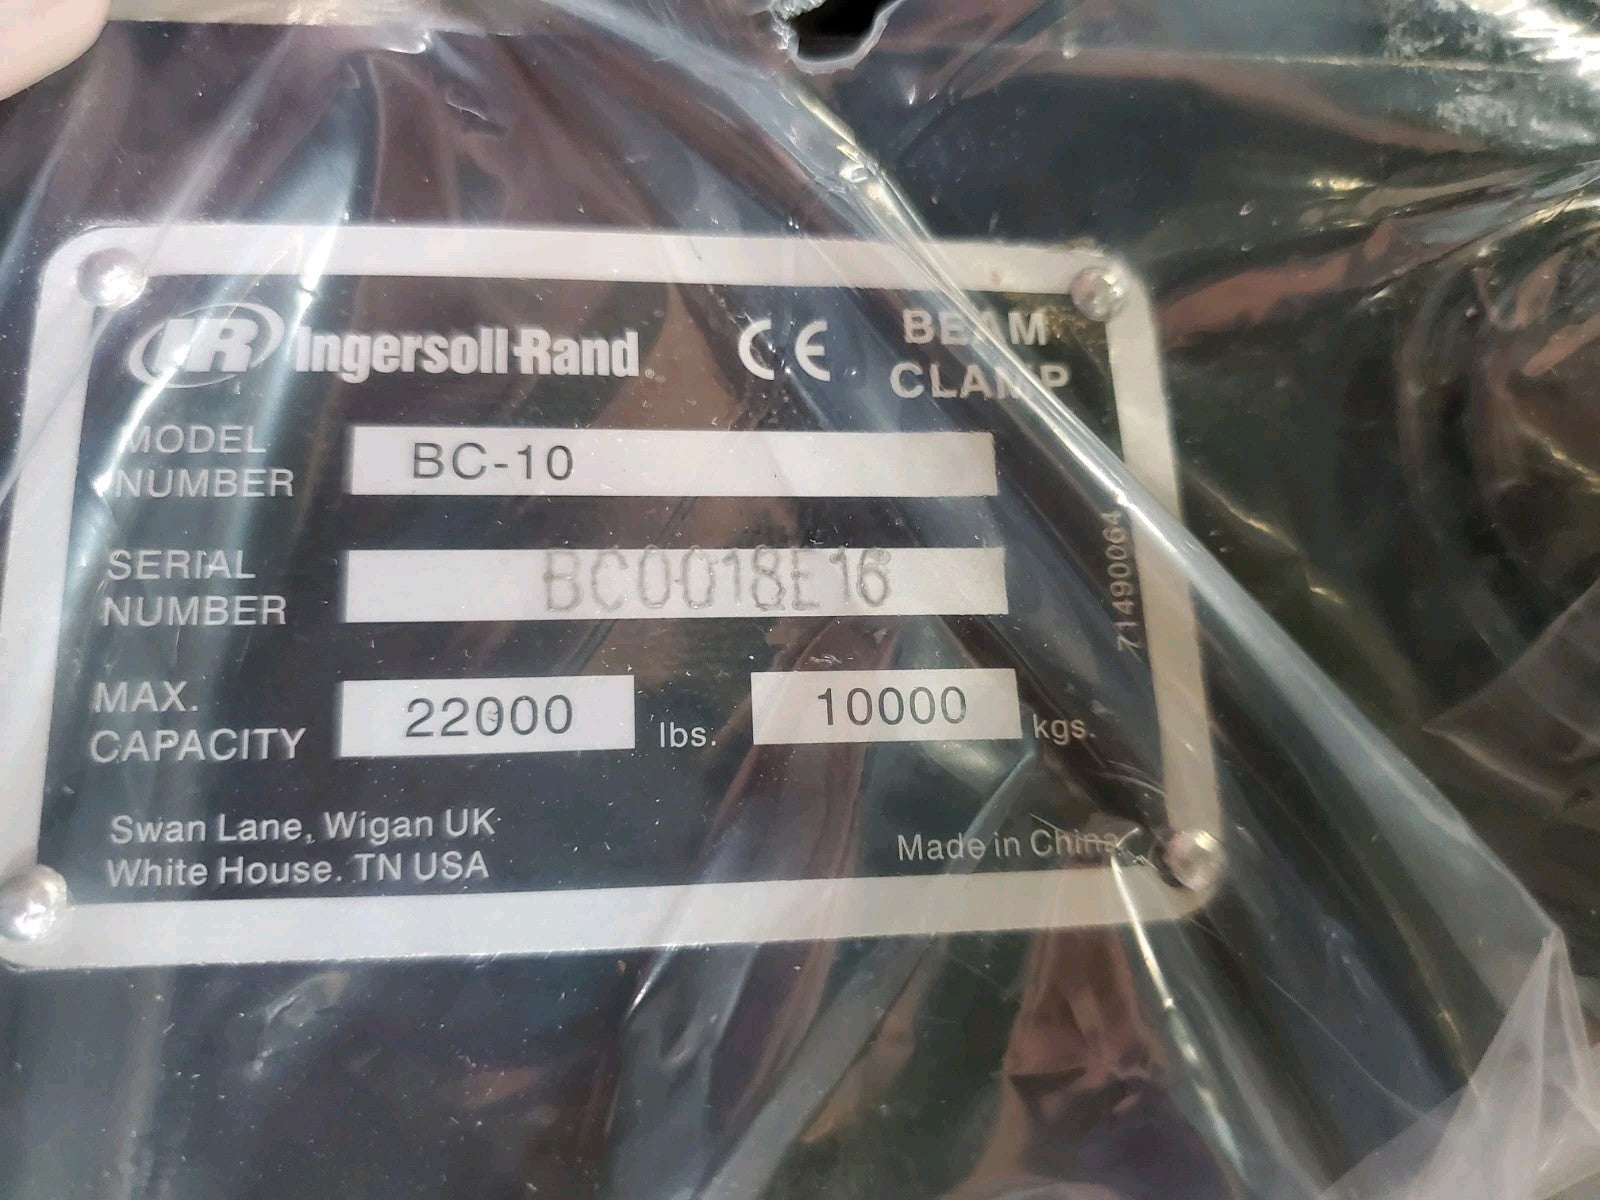 IR Ingersoll-Rand® CE BEAM
CLAMP
MODEL
NUMBER BC-10
SERIAL
NUMBER BC0018E16
MAX.
CAPACITY 22000 lbs. 10000 kgs.
71490064
Swan Lane, Wigan UK
White House. TN USA
Made in China